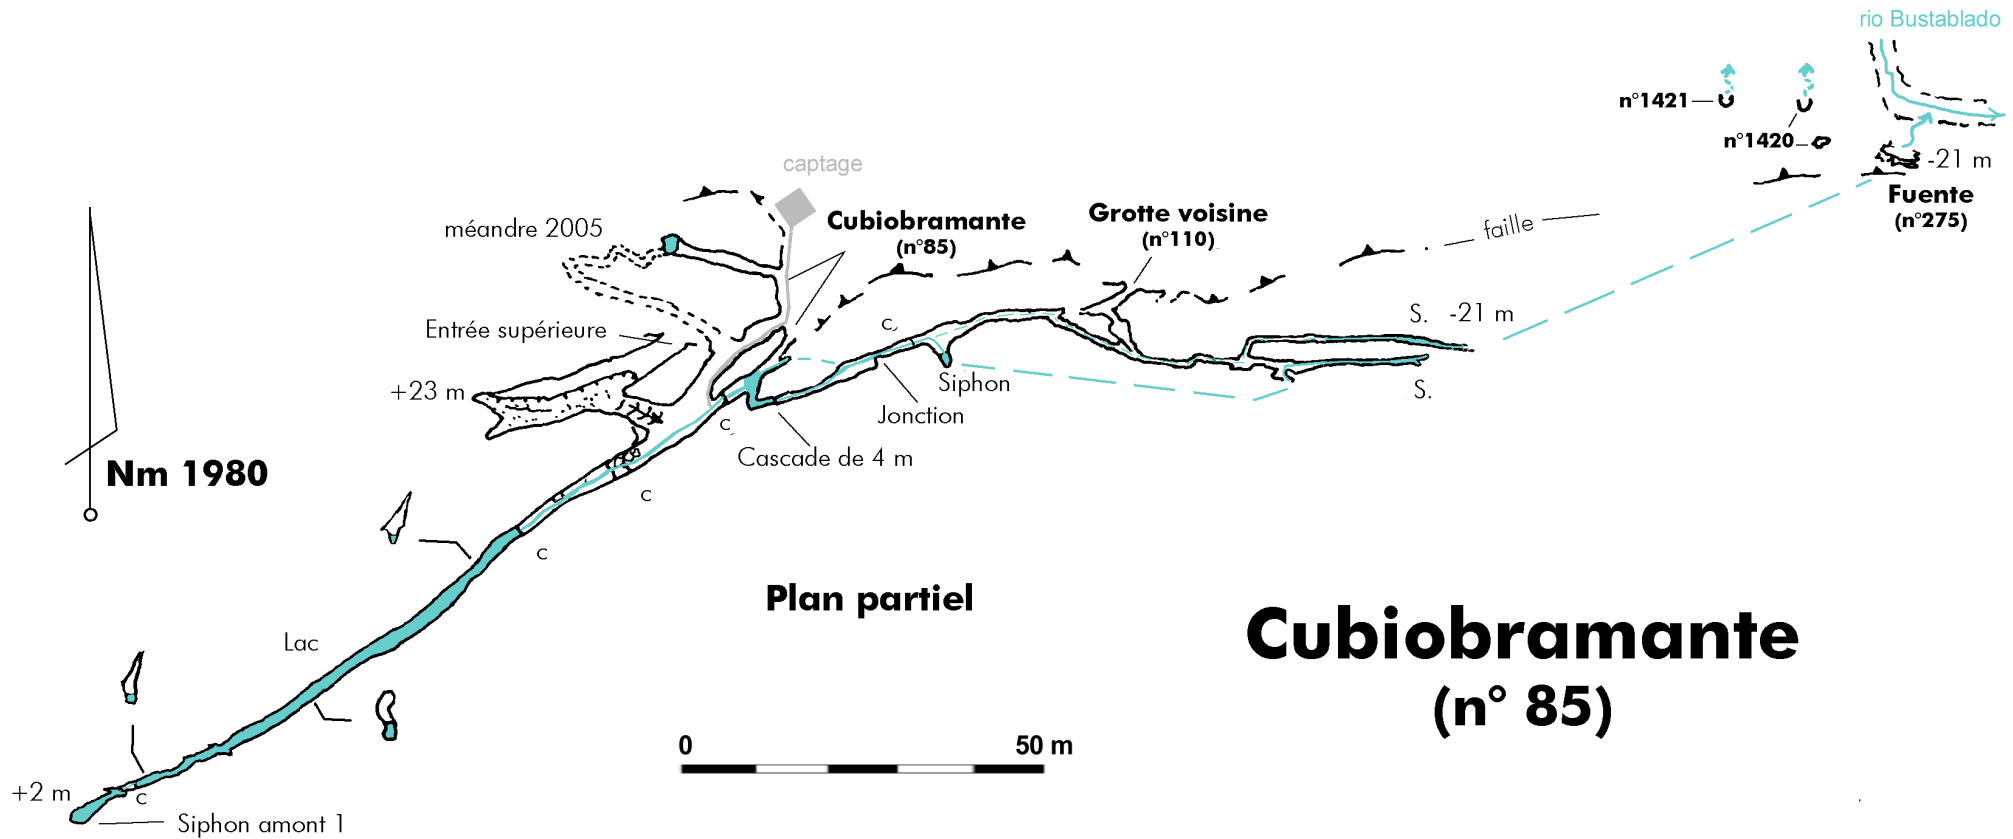 rio Bustablado
n°1421
n°1420
-21 m
captage
Fuente
(n°275)
Cubiobramante
(n°85)
Grotte voisine
(n°110)
méandre 2005
faille
Entrée supérieure
c
S. -21 m
+23 m
Siphon
S.
Jonction
c
Cascade de 4 m
Nm 1980
c
c
Plan partiel
Cubiobramante
(n° 85)
Lac
0 50 m
+2 m
c
Siphon amont 1